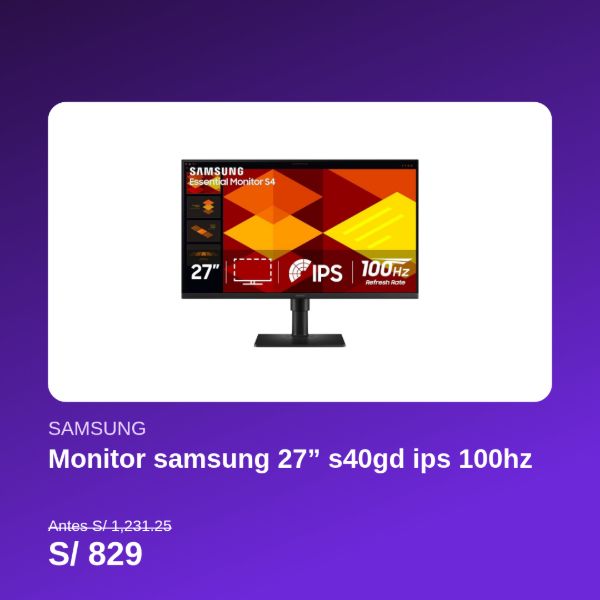 SAMSUNG
Essential Monitor S4
27”
IPS
100Hz
Refresh Rate
SAMSUNG
Monitor samsung 27” s40gd ips 100hz
Antes S/ 1,231.25
S/ 829